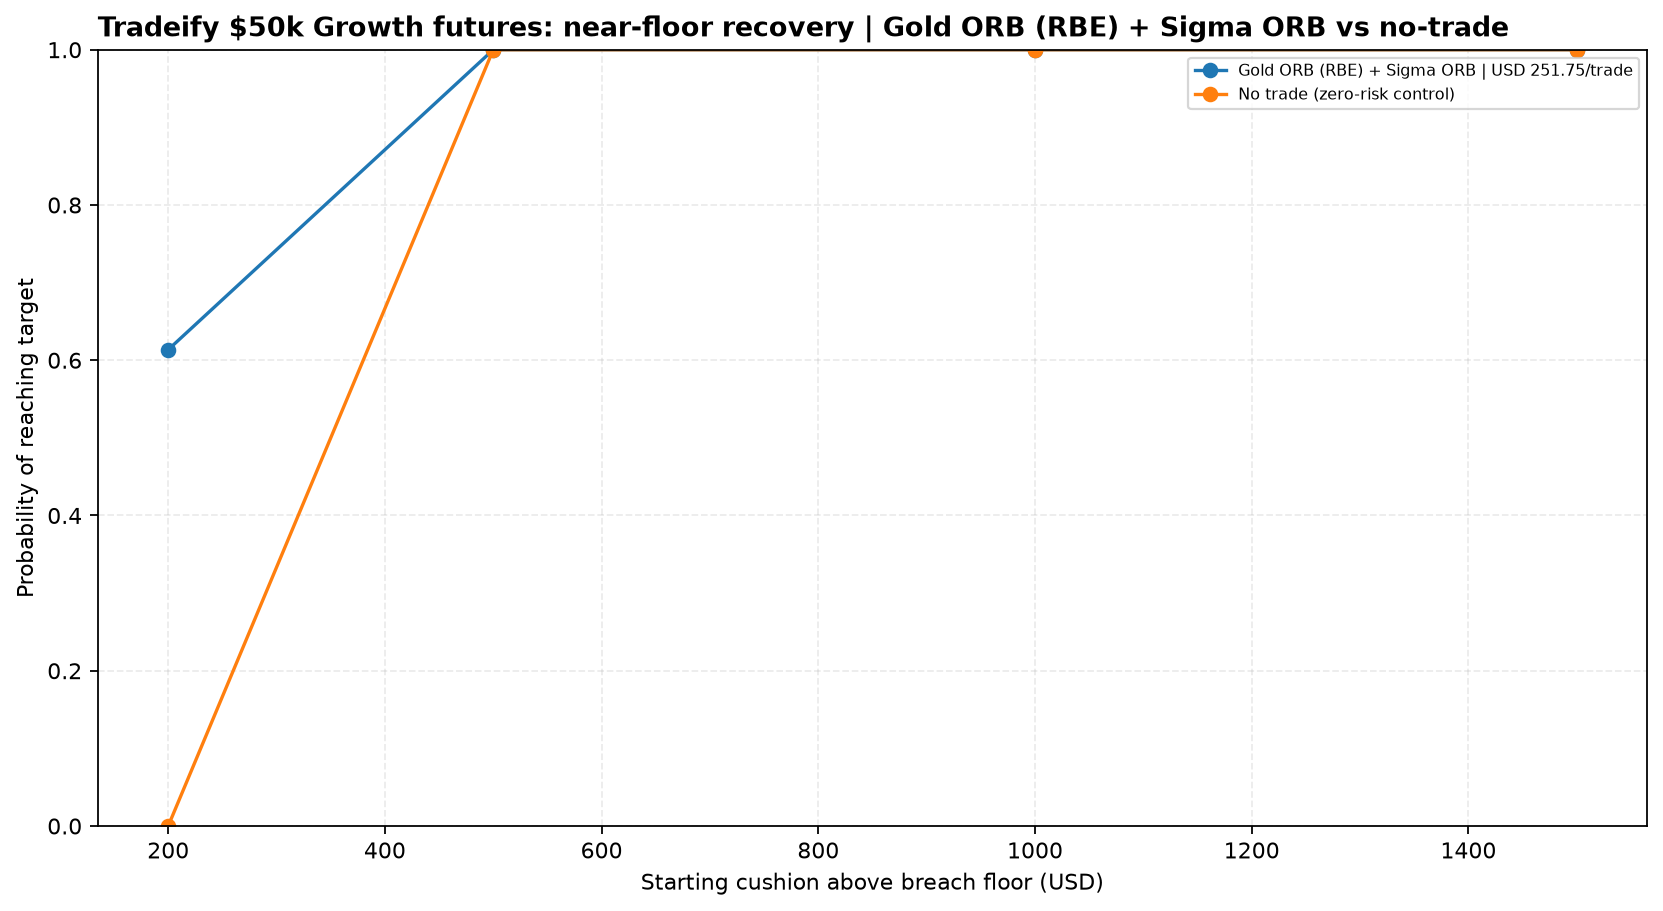 Tradeify $50k Growth futures: near-floor recovery | Gold ORB (RBE) + Sigma ORB vs no-trade
Gold ORB (RBE) + Sigma ORB | USD 251.75/trade
No trade (zero-risk control)
Probability of reaching target
1.0
0.8
0.6
0.4
0.2
0.0
200
400
600
800
1000
1200
1400
Starting cushion above breach floor (USD)